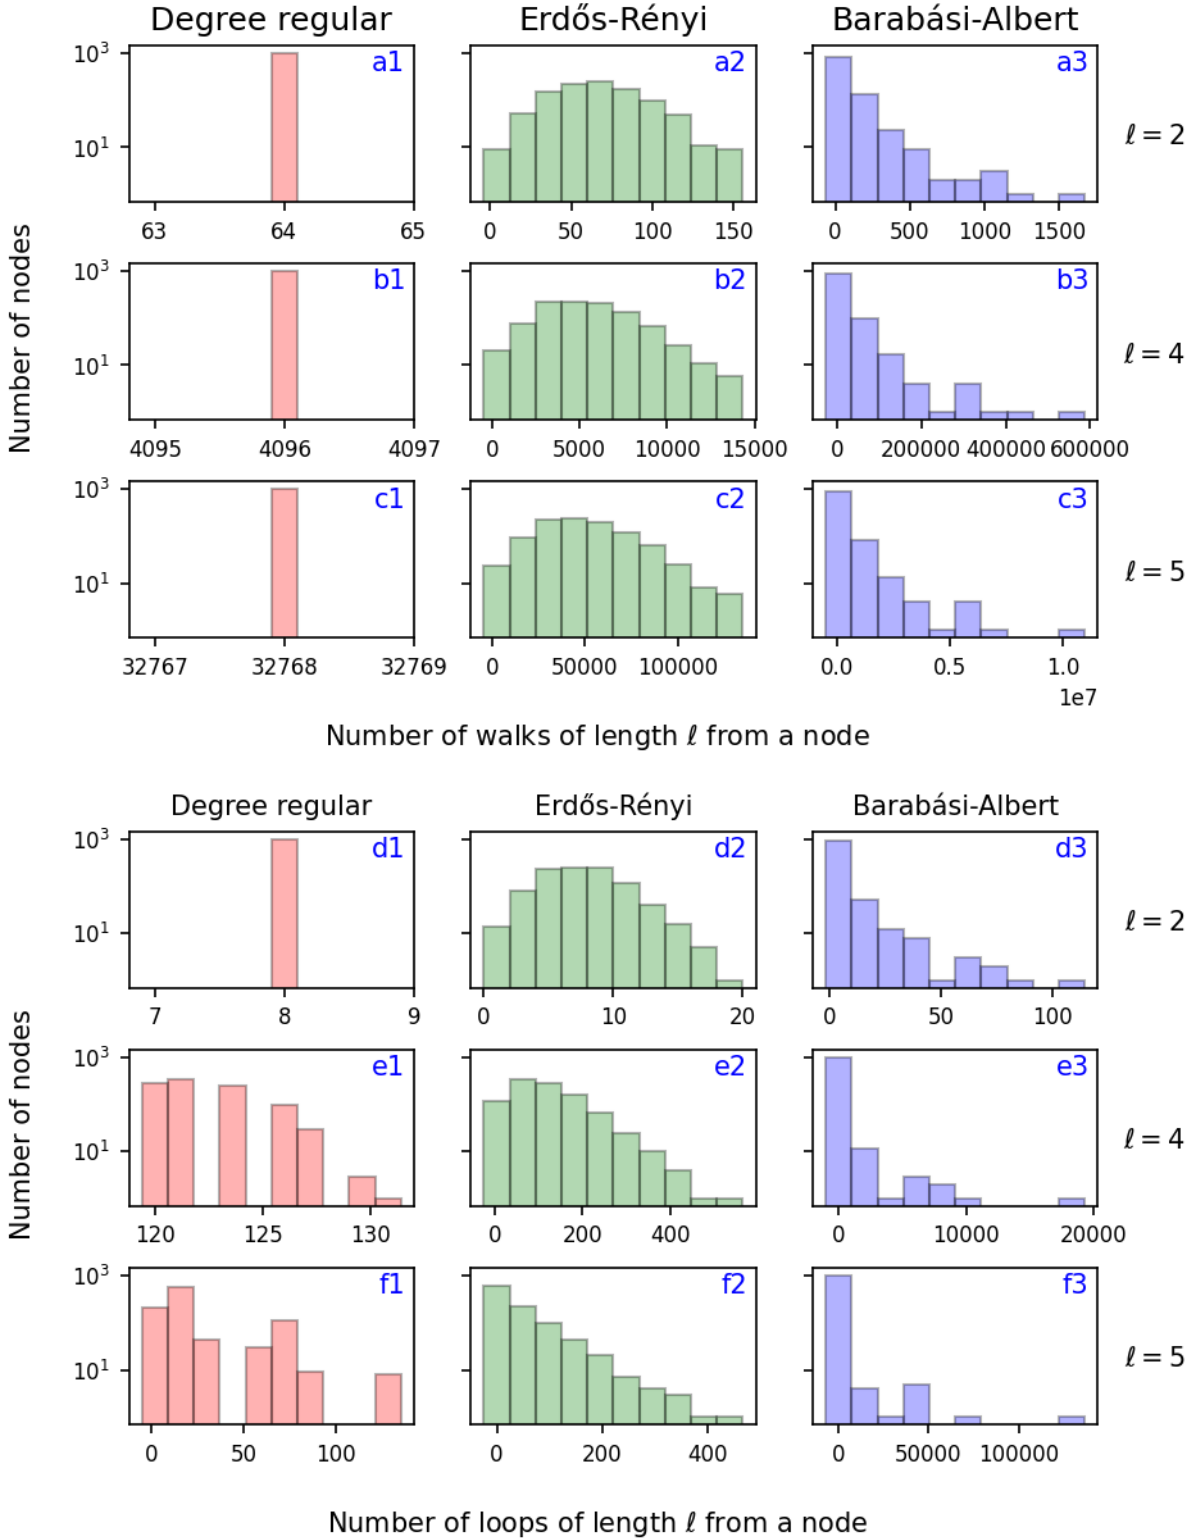 Degree regular Erdős-Rényi Barabási-Albert
10³ a1 a2 a3
10¹ ℓ = 2
63 64 65 0 50 100 150 0 500 1000 1500
10³ b1 b2 b3
10¹ ℓ = 4
4095 4096 4097 0 5000 10000 15000 0 200000 400000 600000
10³ c1 c2 c3
10¹ ℓ = 5
32767 32768 32769 0 50000 100000 0.0 0.5 1.0
1e7
Number of nodes
Number of walks of length ℓ from a node
Degree regular Erdős-Rényi Barabási-Albert
10³ d1 d2 d3
10¹ ℓ = 2
7 8 9 0 10 20 0 50 100
10³ e1 e2 e3
10¹ ℓ = 4
120 125 130 0 200 400 0 10000 20000
10³ f1 f2 f3
10¹ ℓ = 5
0 50 100 0 200 400 0 50000 100000
Number of nodes
Number of loops of length ℓ from a node